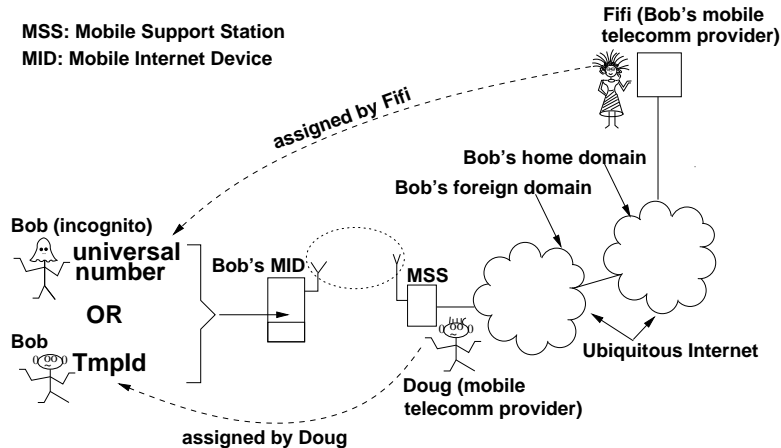 MSS: Mobile Support Station
MID: Mobile Internet Device
Fifi (Bob's mobile
telecomm provider)
assigned by Fifi
Bob's home domain
Bob's foreign domain
Bob (incognito)
universal
number
Bob's MID
MSS
OR
Bob
TmpId
Ubiquitous Internet
Doug (mobile
telecomm provider)
assigned by Doug